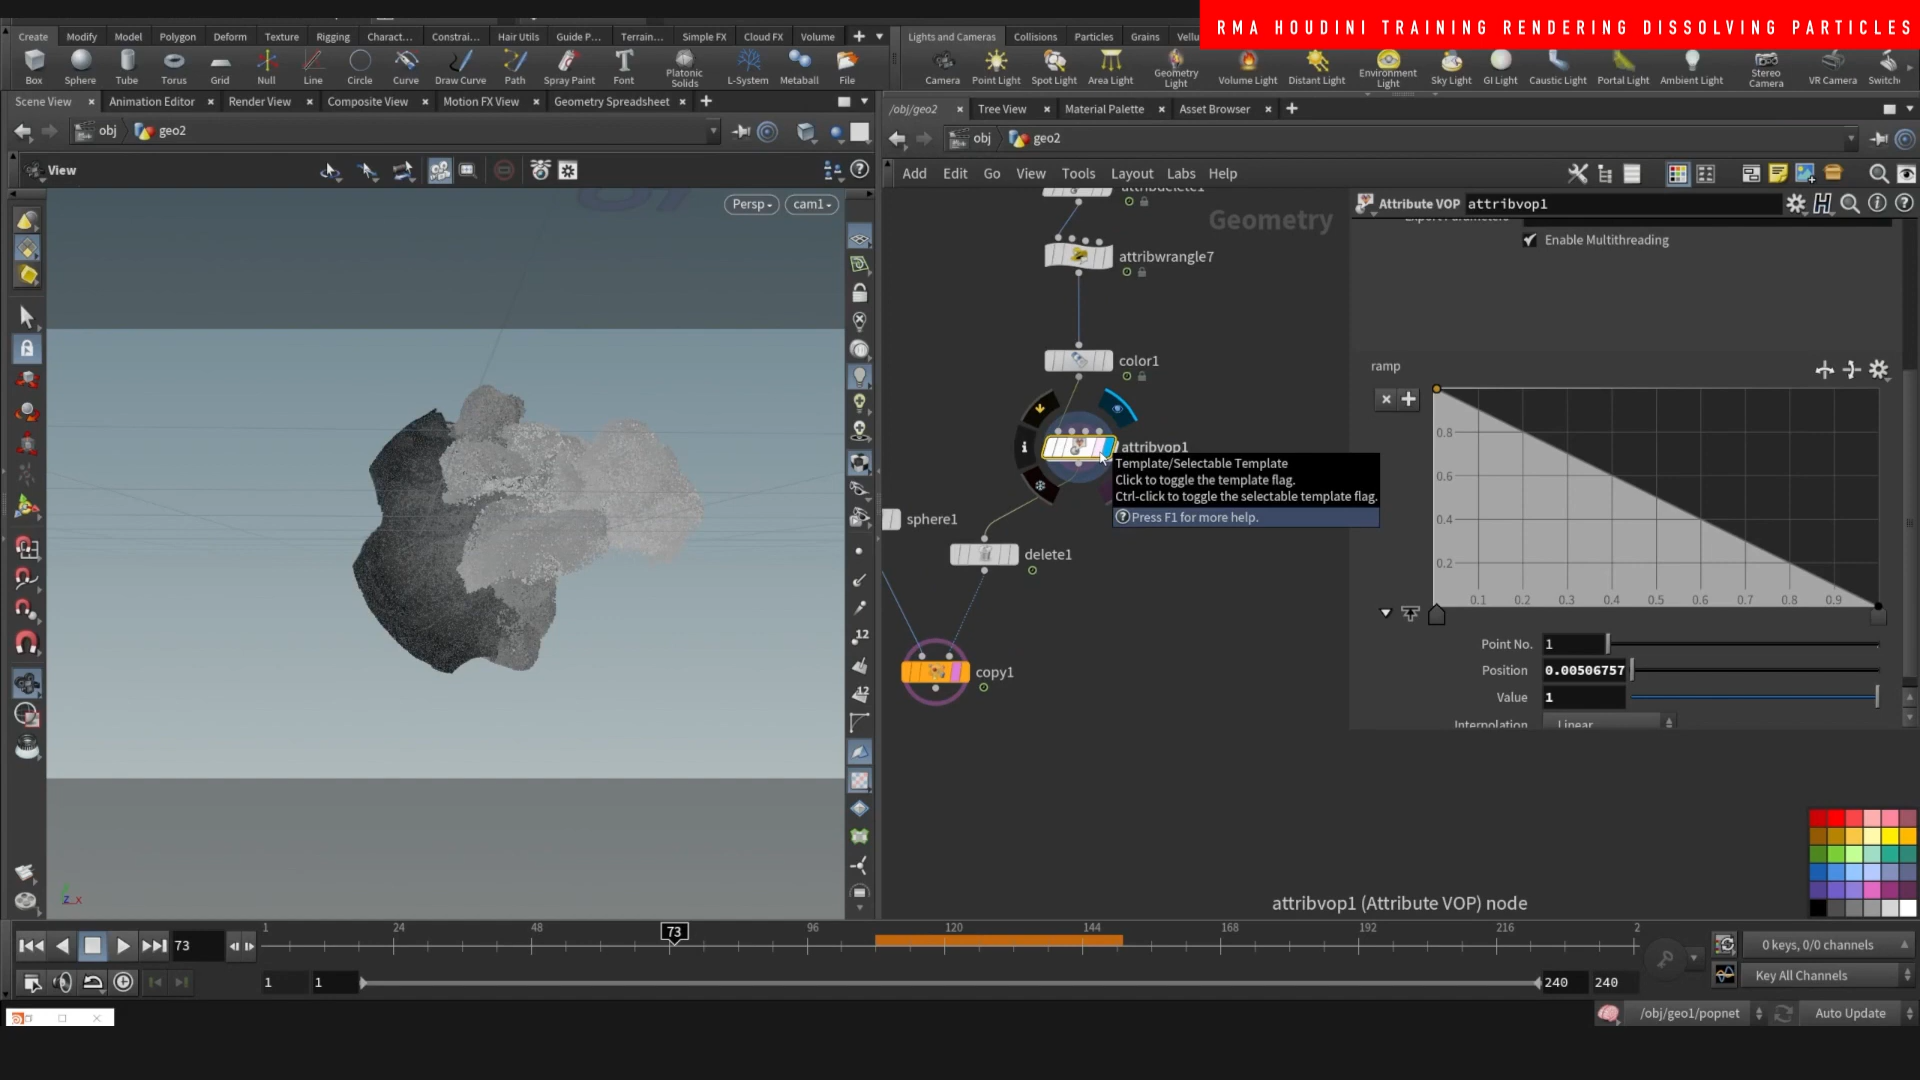 RMA HOUDINI TRAINING RENDERING DISSOLVING PARTICLES
Create Modify Model Polygon Deform Texture Rigging Charact... Constrai... Hair Utils Guide P... Terrain... Simple FX Cloud FX Volume
Box Sphere Tube Torus Grid Null Line Circle Curve Draw Curve Path Spray Paint Font Platonic Solids L-System Metaball File
Lights and Cameras Collisions Particles Grains Vellu
Camera Point Light Spot Light Area Light Geometry Light Volume Light Distant Light Environment Light Sky Light GI Light Caustic Light Portal Light Ambient Light Stereo Camera VR Camera Switch
Scene View Animation Editor Render View Composite View Motion FX View Geometry Spreadsheet
/obj/geo2 Tree View Material Palette Asset Browser
obj geo2
obj geo2
View
Persp cam1
Add Edit Go View Tools Layout Labs Help
Geometry
attribwrangle7
color1
attribvop1
Template/Selectable Template
Click to toggle the template flag.
Ctrl-click to toggle the selectable template flag.
Press F1 for more help.
sphere1
delete1
copy1
Attribute VOP attribvop1
Enable Multithreading
ramp
0.8
0.6
0.4
0.2
0.1 0.2 0.3 0.4 0.5 0.6 0.7 0.8 0.9
Point No. 1
Position 0.00506757
Value 1
Interpolation Linear
12
12
z x
attribvop1 (Attribute VOP) node
1 24 48 73 96 120 144 168 192 216 2
73
0 keys, 0/0 channels
1 1 240 240
Key All Channels
/obj/geo1/popnet Auto Update